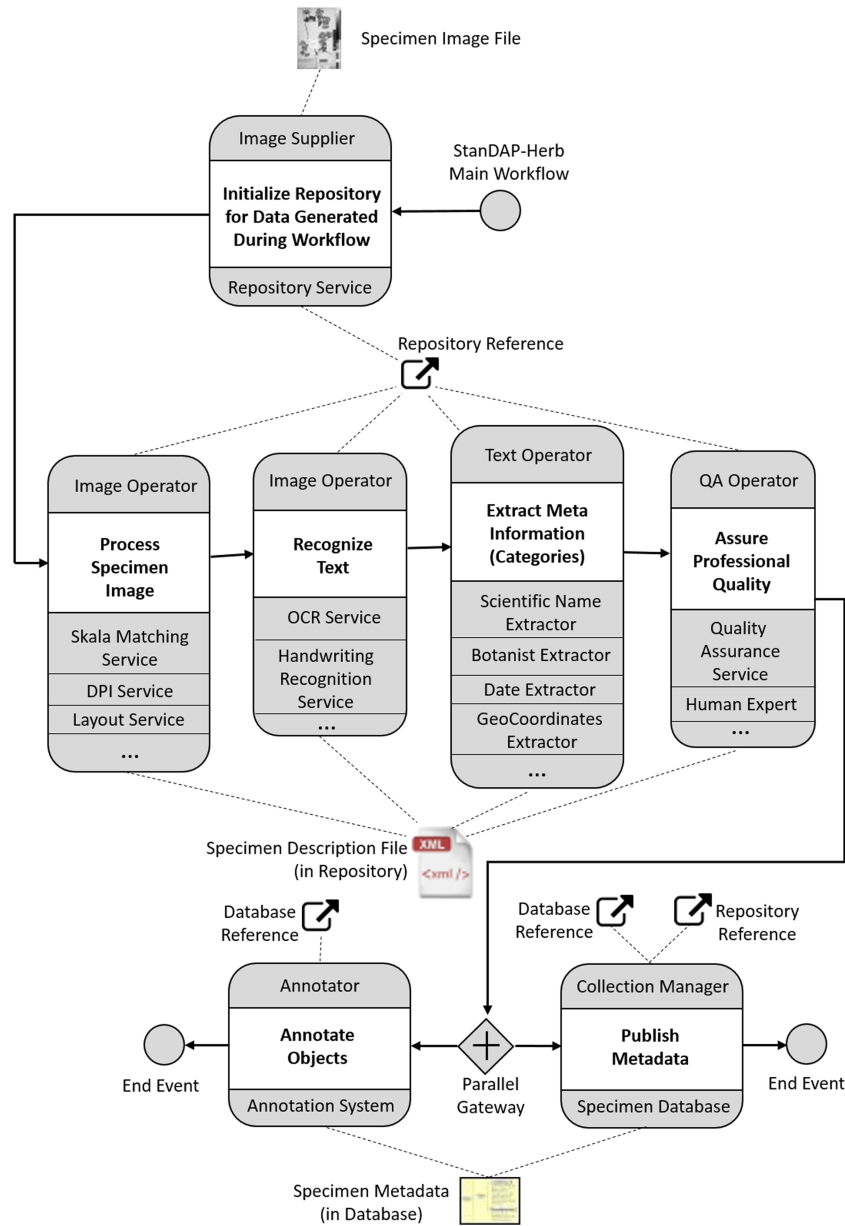 Specimen Image File
Image Supplier
StanDAP-Herb
Main Workflow
Initialize Repository
for Data Generated
During Workflow
Repository Service
Repository Reference
Image Operator
Process
Specimen
Image
Skala Matching
Service
DPI Service
Layout Service
...
Image Operator
Recognize
Text
OCR Service
Handwriting
Recognition
Service
...
Text Operator
Extract Meta
Information
(Categories)
Scientific Name
Extractor
Botanist Extractor
Date Extractor
GeoCoordinates
Extractor
...
QA Operator
Assure
Professional
Quality
Quality
Assurance
Service
Human Expert
...
Specimen Description File
(in Repository)
XML
<xml />
Database
Reference
Database
Reference
Repository
Reference
Annotator
Annotate
Objects
Annotation System
End Event
Parallel
Gateway
Collection Manager
Publish
Metadata
Specimen Database
End Event
Specimen Metadata
(in Database)